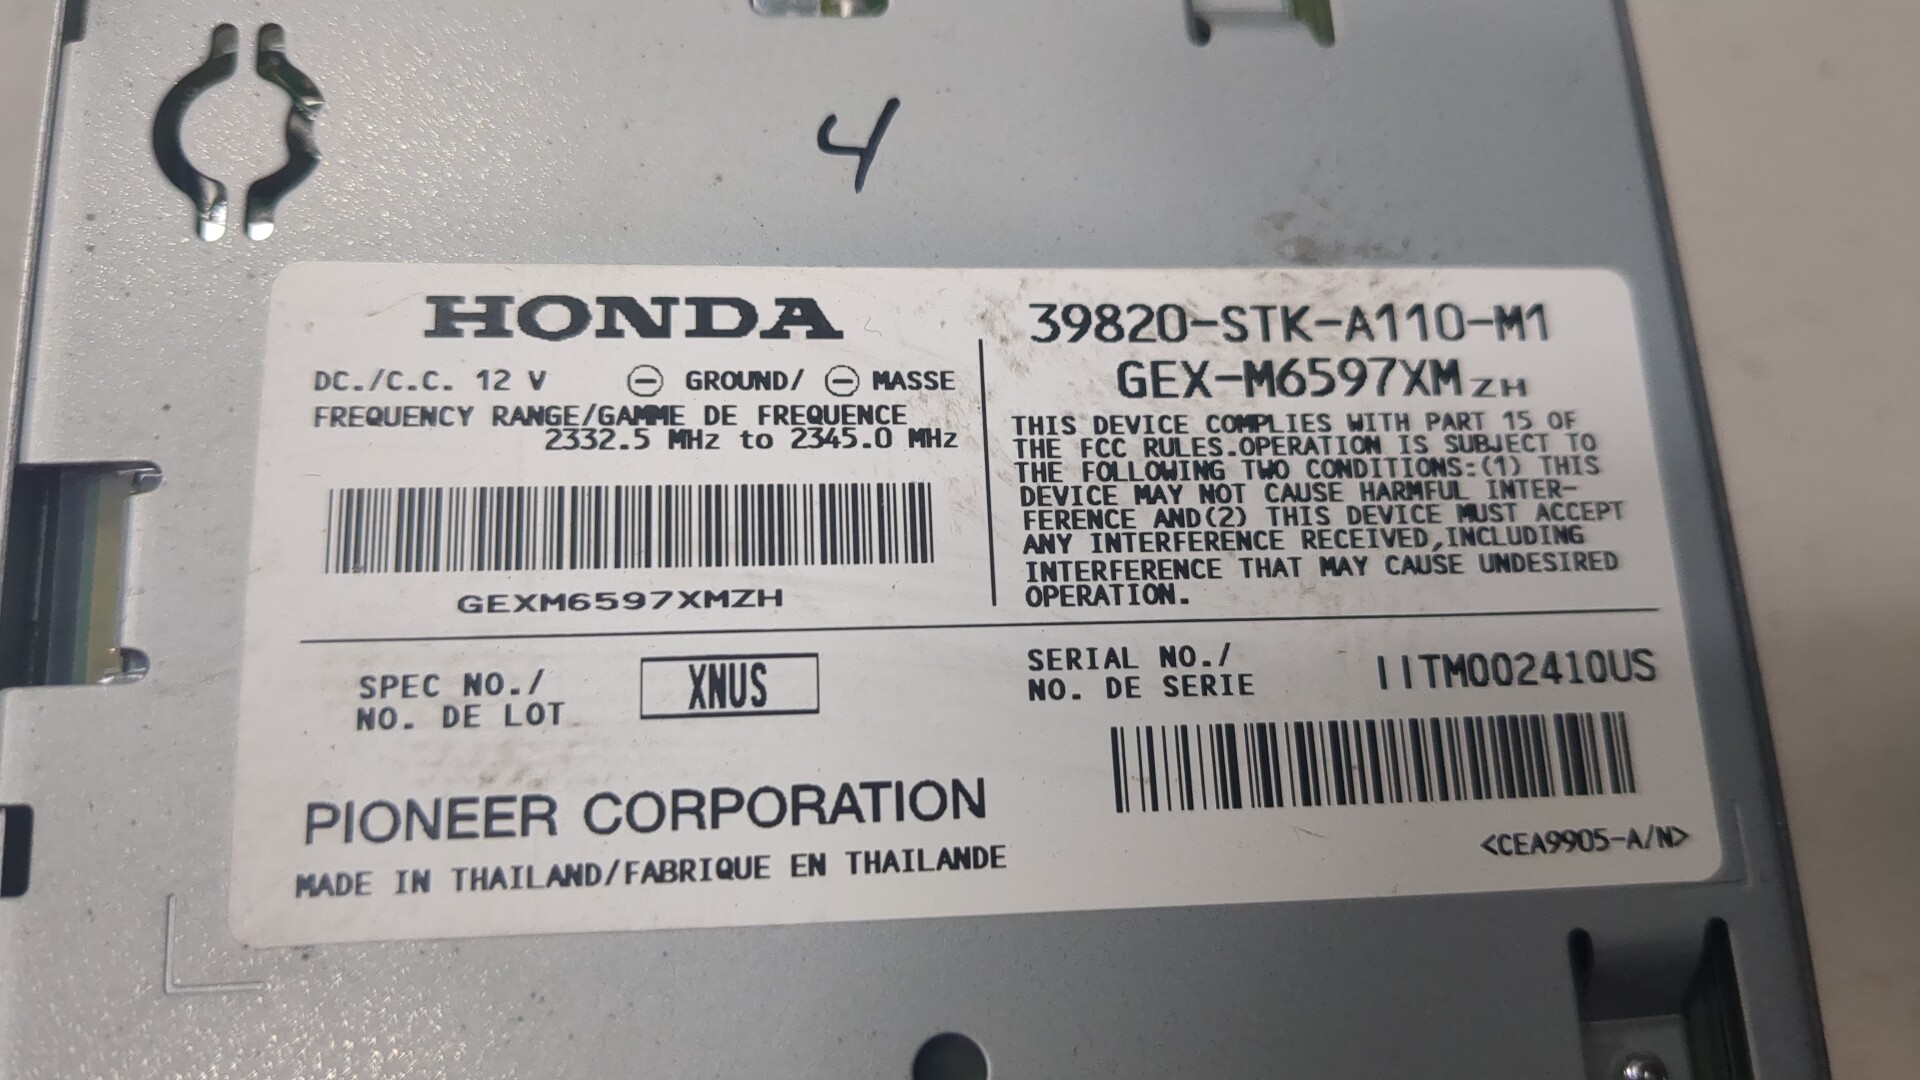 4
HONDA
DC./C.C. 12 V ⊖ GROUND/ ⊖ MASSE
FREQUENCY RANGE/GAMME DE FREQUENCE
2332.5 MHz to 2345.0 MHz
GEXM6597XMZH
39820-STK-A110-M1
GEX-M6597XM ZH
THIS DEVICE COMPLIES WITH PART 15 OF
THE FCC RULES.OPERATION IS SUBJECT TO
THE FOLLOWING TWO CONDITIONS:(1) THIS
DEVICE MAY NOT CAUSE HARMFUL INTER-
FERENCE AND(2) THIS DEVICE MUST ACCEPT
ANY INTERFERENCE RECEIVED,INCLUDING
INTERFERENCE THAT MAY CAUSE UNDESIRED
OPERATION.
SPEC NO./
NO. DE LOT
XNUS
SERIAL NO./
NO. DE SERIE
IITM002410US
PIONEER CORPORATION
MADE IN THAILAND/FABRIQUE EN THAILANDE
<CEA9905-A/N>